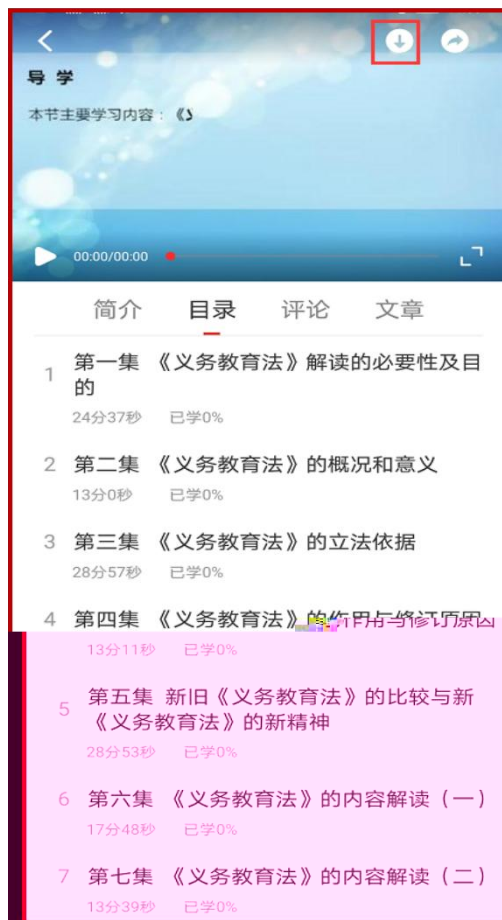 导 学
本节主要学习内容：《
00:00/00:00
简介 目录 评论 文章
1 第一集 《义务教育法》解读的必要性及目
的
24分37秒 已学0%
2 第二集 《义务教育法》的概况和意义
13分0秒 已学0%
3 第三集 《义务教育法》的立法依据
28分57秒 已学0%
4 第四集 《义务教育法》的作用与修订原因
13分11秒 已学0%
5 第五集 新旧《义务教育法》的比较与新
《义务教育法》的新精神
28分53秒 已学0%
6 第六集 《义务教育法》的内容解读（一）
17分48秒 已学0%
7 第七集 《义务教育法》的内容解读（二）
13分39秒 已学0%